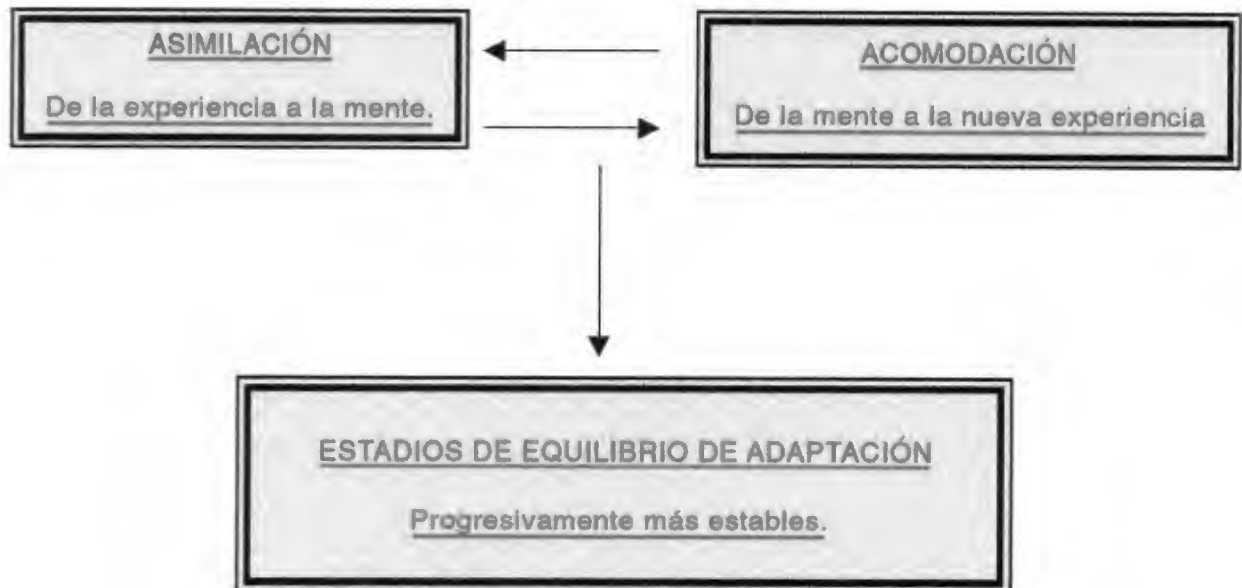 ASIMILACIÓN
De la experiencia a la mente.
ACOMODACIÓN
De la mente a la nueva experiencia
ESTADIOS DE EQUILIBRIO DE ADAPTACIÓN
Progresivamente más estables.